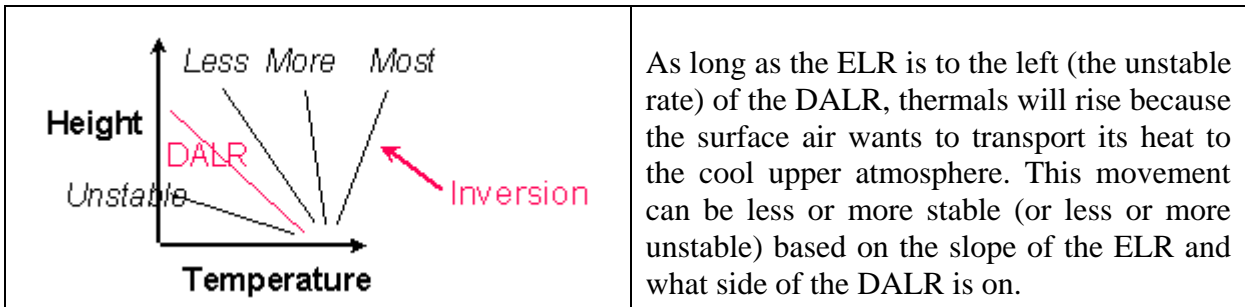 Less More Most
Height
DALR
Unstable
Inversion
Temperature
As long as the ELR is to the left (the unstable
rate) of the DALR, thermals will rise because
the surface air wants to transport its heat to
the cool upper atmosphere. This movement
can be less or more stable (or less or more
unstable) based on the slope of the ELR and
what side of the DALR is on.